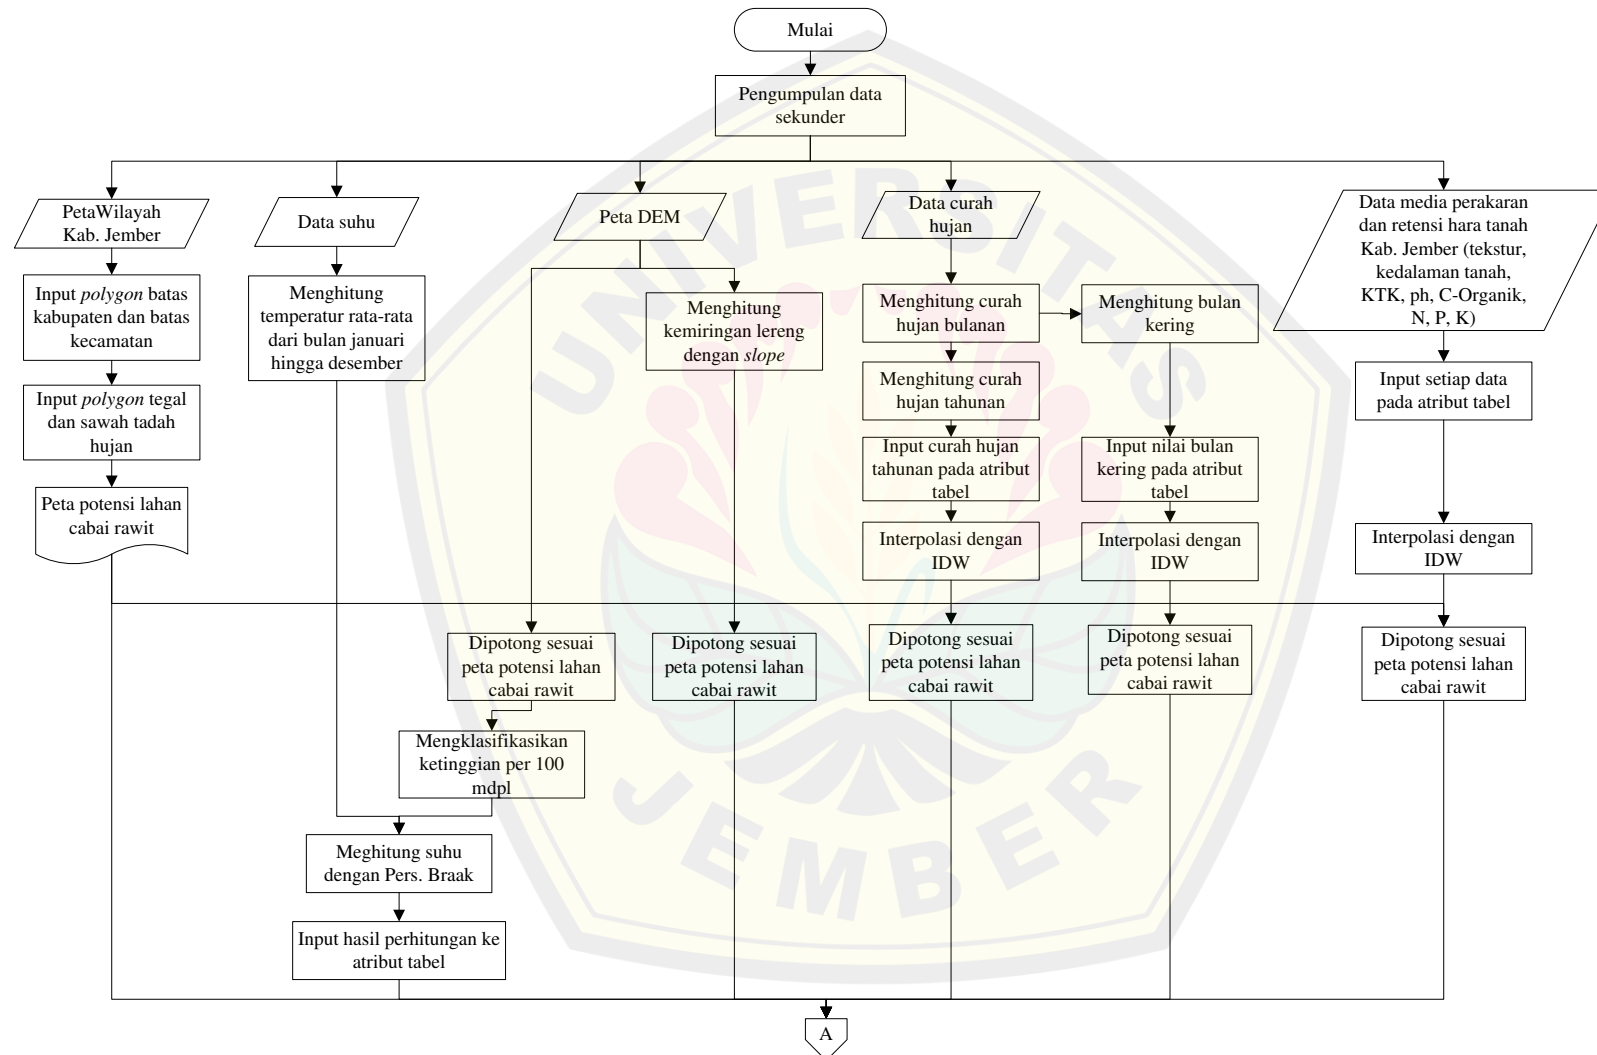 Mulai
Pengumpulan data
sekunder
PetaWilayah
Kab. Jember
Data suhu
Peta DEM
Data curah
hujan
Data media perakaran
dan retensi hara tanah
Kab. Jember (tekstur,
kedalaman tanah,
KTK, ph, C-Organik,
N, P, K)
Input polygon batas
kabupaten dan batas
kecamatan
Menghitung
temperatur rata-rata
dari bulan januari
hingga desember
Menghitung
kemiringan lereng
dengan slope
Menghitung curah
hujan bulanan
Menghitung bulan
kering
Input polygon tegal
dan sawah tadah
hujan
Menghitung curah
hujan tahunan
Input setiap data
pada atribut tabel
Peta potensi lahan
cabai rawit
Input curah hujan
tahunan pada atribut
tabel
Input nilai bulan
kering pada atribut
tabel
Interpolasi dengan
IDW
Interpolasi dengan
IDW
Interpolasi dengan
IDW
Dipotong sesuai
peta potensi lahan
cabai rawit
Dipotong sesuai
peta potensi lahan
cabai rawit
Dipotong sesuai
peta potensi lahan
cabai rawit
Dipotong sesuai
peta potensi lahan
cabai rawit
Dipotong sesuai
peta potensi lahan
cabai rawit
Mengklasifikasikan
ketinggian per 100
mdpl
Meghitung suhu
dengan Pers. Braak
Input hasil perhitungan ke
atribut tabel
A
UNIVERSITAS
JEMBER